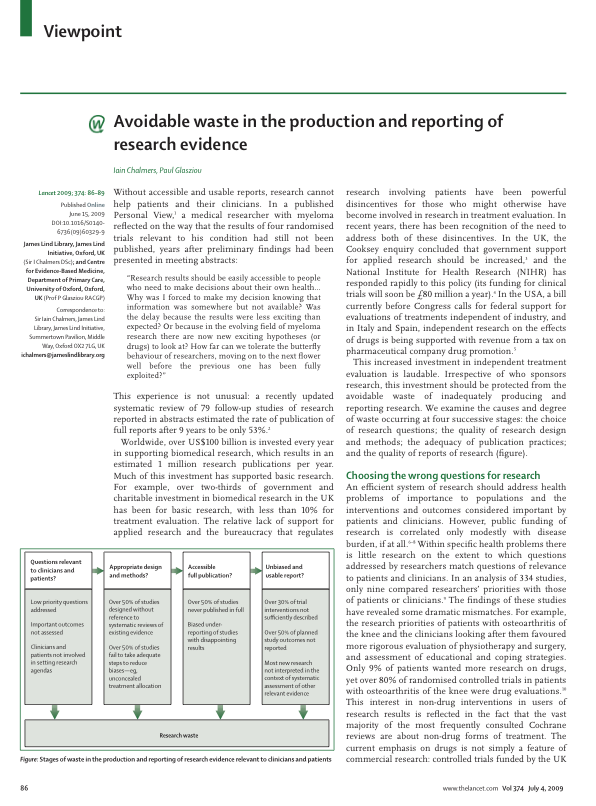 Viewpoint
Avoidable waste in the production and reporting of
research evidence
Iain Chalmers, Paul Glasziou
Lancet 2009; 374: 86–89
Published Online
June 15, 2009
DOI:10.1016/S0140-
6736(09)60329-9
James Lind Library, James Lind
Initiative, Oxford, UK
(Sir I Chalmers DSc); and Centre
for Evidence-Based Medicine,
Department of Primary Care,
University of Oxford, Oxford,
UK (Prof P Glasziou RACGP)
Correspondence to:
Sir Iain Chalmers, James Lind
Library, James Lind Initiative,
Summertown Pavilion, Middle
Way, Oxford OX2 7LG, UK
ichalmers@jameslindlibrary.org
Without accessible and usable reports, research cannot
help patients and their clinicians. In a published
Personal View,1 a medical researcher with myeloma
reflected on the way that the results of four randomised
trials relevant to his condition had still not been
published, years after preliminary findings had been
presented in meeting abstracts:
"Research results should be easily accessible to people
who need to make decisions about their own health…
Why was I forced to make my decision knowing that
information was somewhere but not available? Was
the delay because the results were less exciting than
expected? Or because in the evolving field of myeloma
research there are now new exciting hypotheses (or
drugs) to look at? How far can we tolerate the butterfly
behaviour of researchers, moving on to the next flower
well before the previous one has been fully
exploited?"
This experience is not unusual: a recently updated
systematic review of 79 follow-up studies of research
reported in abstracts estimated the rate of publication of
full reports after 9 years to be only 53%.2
Worldwide, over US$100 billion is invested every year
in supporting biomedical research, which results in an
estimated 1 million research publications per year.
Much of this investment has supported basic research.
For example, over two-thirds of government and
charitable investment in biomedical research in the UK
has been for basic research, with less than 10% for
treatment evaluation. The relative lack of support for
applied research and the bureaucracy that regulates
research involving patients have been powerful
disincentives for those who might otherwise have
become involved in research in treatment evaluation. In
recent years, there has been recognition of the need to
address both of these disincentives. In the UK, the
Cooksey enquiry concluded that government support
for applied research should be increased,3 and the
National Institute for Health Research (NIHR) has
responded rapidly to this policy (its funding for clinical
trials will soon be £80 million a year).4 In the USA, a bill
currently before Congress calls for federal support for
evaluations of treatments independent of industry, and
in Italy and Spain, independent research on the effects
of drugs is being supported with revenue from a tax on
pharmaceutical company drug promotion.5
This increased investment in independent treatment
evaluation is laudable. Irrespective of who sponsors
research, this investment should be protected from the
avoidable waste of inadequately producing and
reporting research. We examine the causes and degree
of waste occurring at four successive stages: the choice
of research questions; the quality of research design
and methods; the adequacy of publication practices;
and the quality of reports of research (figure).
Choosing the wrong questions for research
An efficient system of research should address health
problems of importance to populations and the
interventions and outcomes considered important by
patients and clinicians. However, public funding of
research is correlated only modestly with disease
burden, if at all.6–8 Within specific health problems there
is little research on the extent to which questions
addressed by researchers match questions of relevance
to patients and clinicians. In an analysis of 334 studies,
only nine compared researchers' priorities with those
of patients or clinicians.9 The findings of these studies
have revealed some dramatic mismatches. For example,
the research priorities of patients with osteoarthritis of
the knee and the clinicians looking after them favoured
more rigorous evaluation of physiotherapy and surgery,
and assessment of educational and coping strategies.
Only 9% of patients wanted more research on drugs,
yet over 80% of randomised controlled trials in patients
with osteoarthritis of the knee were drug evaluations.10
This interest in non-drug interventions in users of
research results is reflected in the fact that the vast
majority of the most frequently consulted Cochrane
reviews are about non-drug forms of treatment. The
current emphasis on drugs is not simply a feature of
commercial research: controlled trials funded by the UK
Questions relevant
to clinicians and
patients?
Low priority questions
addressed
Important outcomes
not assessed
Clinicians and
patients not involved
in setting research
agendas
Appropriate design
and methods?
Over 50% of studies
designed without
reference to
systematic reviews of
existing evidence
Over 50% of studies
fail to take adequate
steps to reduce
biases—eg,
unconcealed
treatment allocation
Accessible
full publication?
Over 50% of studies
never published in full
Biased under-
reporting of studies
with disappointing
results
Unbiased and
usable report?
Over 30% of trial
interventions not
sufficiently described
Over 50% of planned
study outcomes not
reported
Most new research
not interpreted in the
context of systematic
assessment of other
relevant evidence
Research waste
Figure: Stages of waste in the production and reporting of research evidence relevant to clinicians and patients
86
www.thelancet.com Vol 374 July 4, 2009